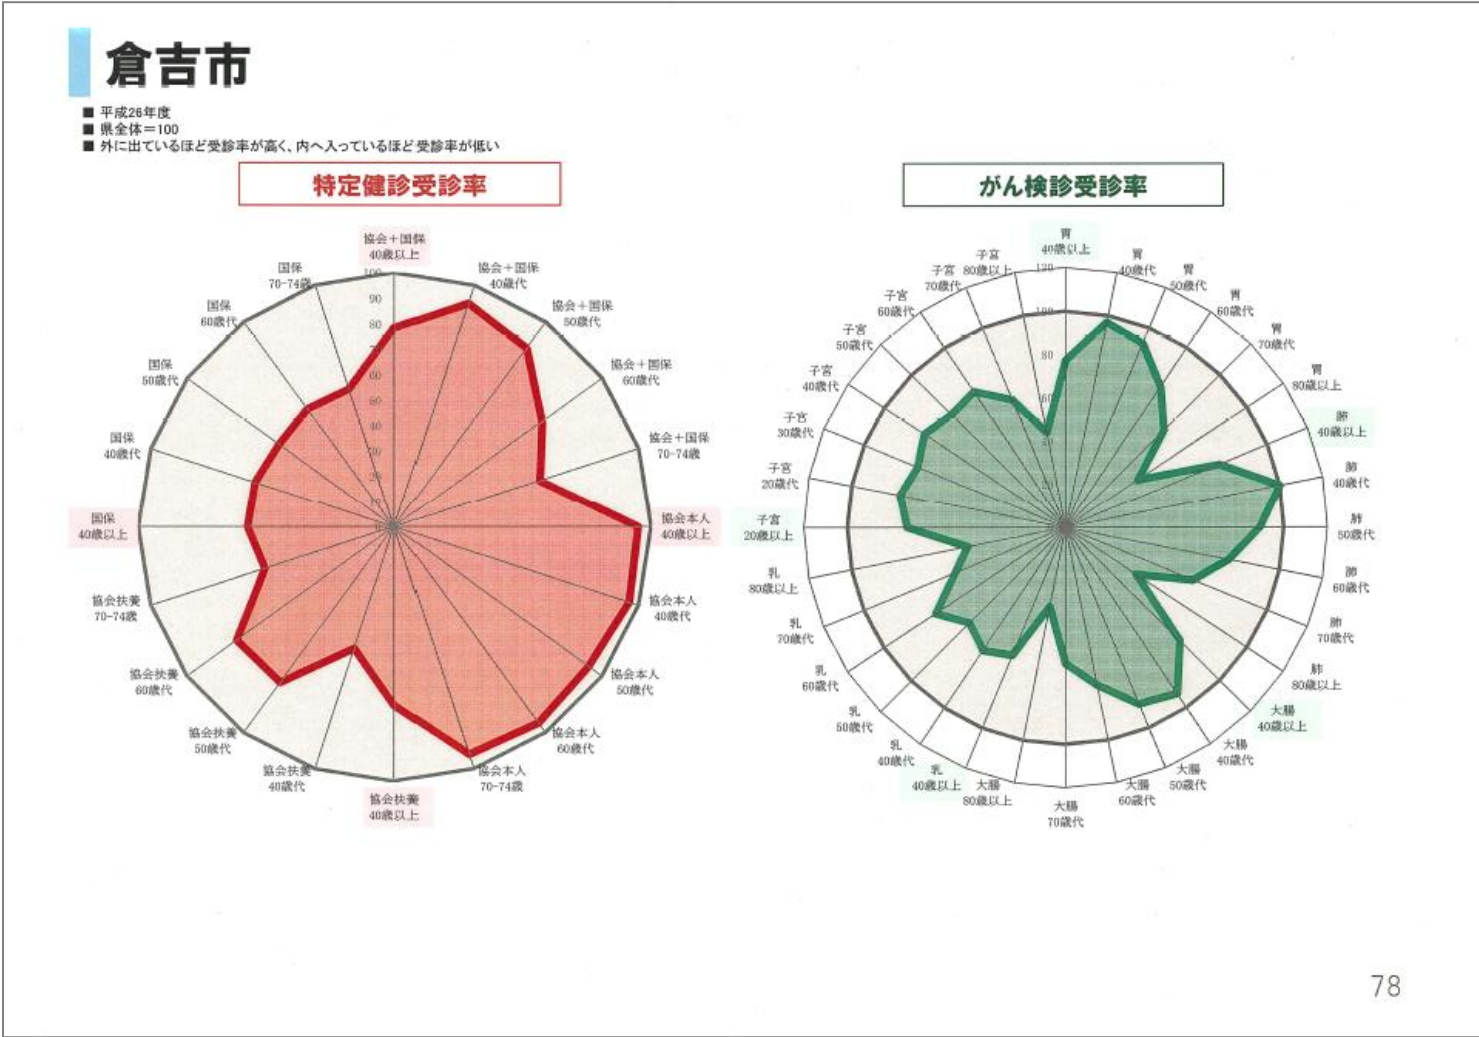 倉吉市
■ 平成26年度
■ 県全体＝100
■ 外に出ているほど受診率が高く、内へ入っているほど受診率が低い
特定健診受診率
協会＋国保
40歳以上
協会＋国保
40歳代
協会＋国保
50歳代
協会＋国保
60歳代
協会＋国保
70-74歳
協会本人
40歳以上
協会本人
40歳代
協会本人
50歳代
協会本人
60歳代
協会本人
70-74歳
協会扶養
40歳以上
協会扶養
40歳代
協会扶養
50歳代
協会扶養
60歳代
協会扶養
70-74歳
国保
40歳以上
国保
40歳代
国保
50歳代
国保
60歳代
国保
70-74歳
100
90
80
60
がん検診受診率
胃
40歳以上
胃
40歳代
胃
50歳代
胃
60歳代
胃
70歳代
胃
80歳以上
肺
40歳以上
肺
40歳代
肺
50歳代
肺
60歳代
肺
70歳代
肺
80歳以上
大腸
40歳以上
大腸
40歳代
大腸
50歳代
大腸
60歳代
大腸
70歳代
大腸
80歳以上
乳
40歳以上
乳
40歳代
乳
50歳代
乳
60歳代
乳
70歳代
乳
80歳以上
子宮
20歳以上
子宮
20歳代
子宮
30歳代
子宮
40歳代
子宮
50歳代
子宮
60歳代
子宮
70歳代
子宮
80歳以上
120
100
80
78